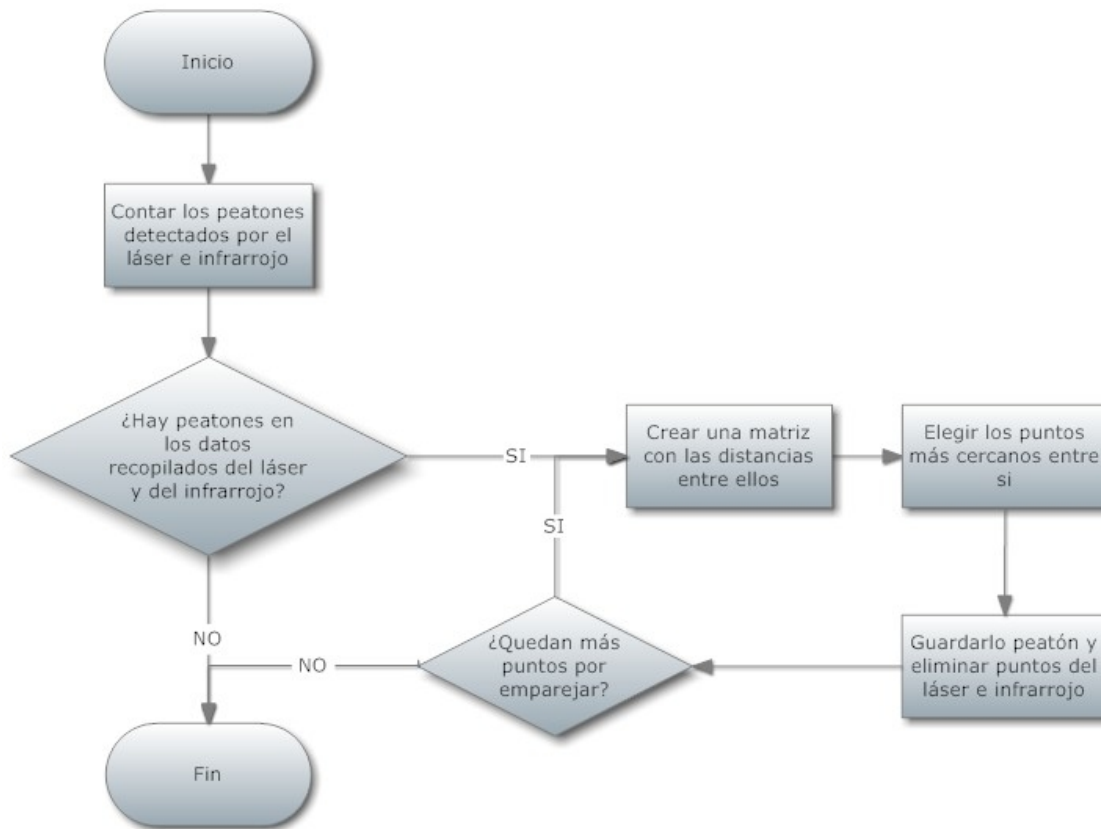 Inicio
Contar los peatones
detectados por el
láser e infrarrojo
¿Hay peatones en
los datos
recopilados del láser
y del infrarrojo?
SI
Crear una matriz
con las distancias
entre ellos
Elegir los puntos
más cercanos entre
si
SI
Guardarlo peatón y
eliminar puntos del
láser e infrarrojo
¿Quedan más
puntos por
emparejar?
NO
NO
Fin